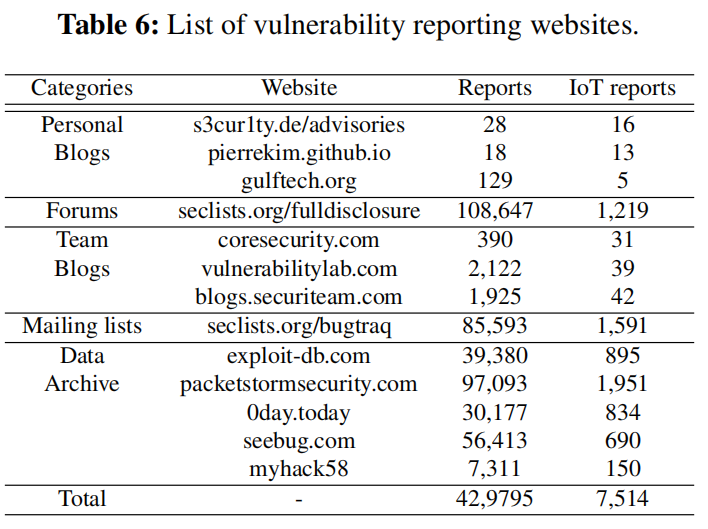 Table 6: List of vulnerability reporting websites.
Categories Website Reports IoT reports
Personal s3cur1ty.de/advisories 28 16
Blogs pierrekim.github.io 18 13
gulftech.org 129 5
Forums seclists.org/fulldisclosure 108,647 1,219
Team coresecurity.com 390 31
Blogs vulnerabilitylab.com 2,122 39
blogs.securiteam.com 1,925 42
Mailing lists seclists.org/bugtraq 85,593 1,591
Data exploit-db.com 39,380 895
Archive packetstormsecurity.com 97,093 1,951
0day.today 30,177 834
seebug.com 56,413 690
myhack58 7,311 150
Total - 42,9795 7,514